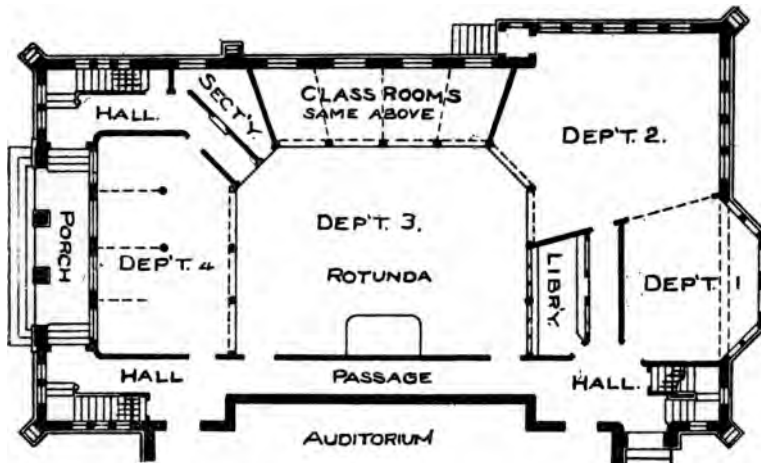 HALL.
SECT'Y.
CLASS ROOMS
SAME ABOVE
DEP'T. 2.
PORCH
DEP'T. 4
DEP'T. 3.
ROTUNDA
LIBR'Y.
DEP'T. 1
HALL
PASSAGE
HALL.
AUDITORIUM